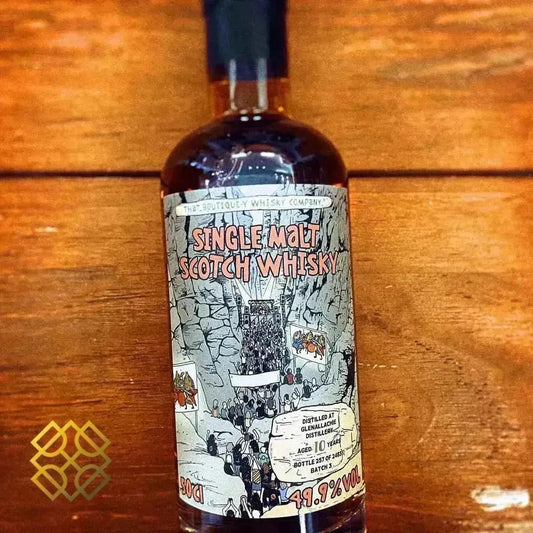 THAT BOUTIQUE-Y WHISKY COMPANY
SINGLE MALT
SCOTCH WHISKY
DISTILLED AT
GLENALLACHIE
DISTILLERY
AGED 10 YEARS
BATCH 3
50cl
49.9% VOL